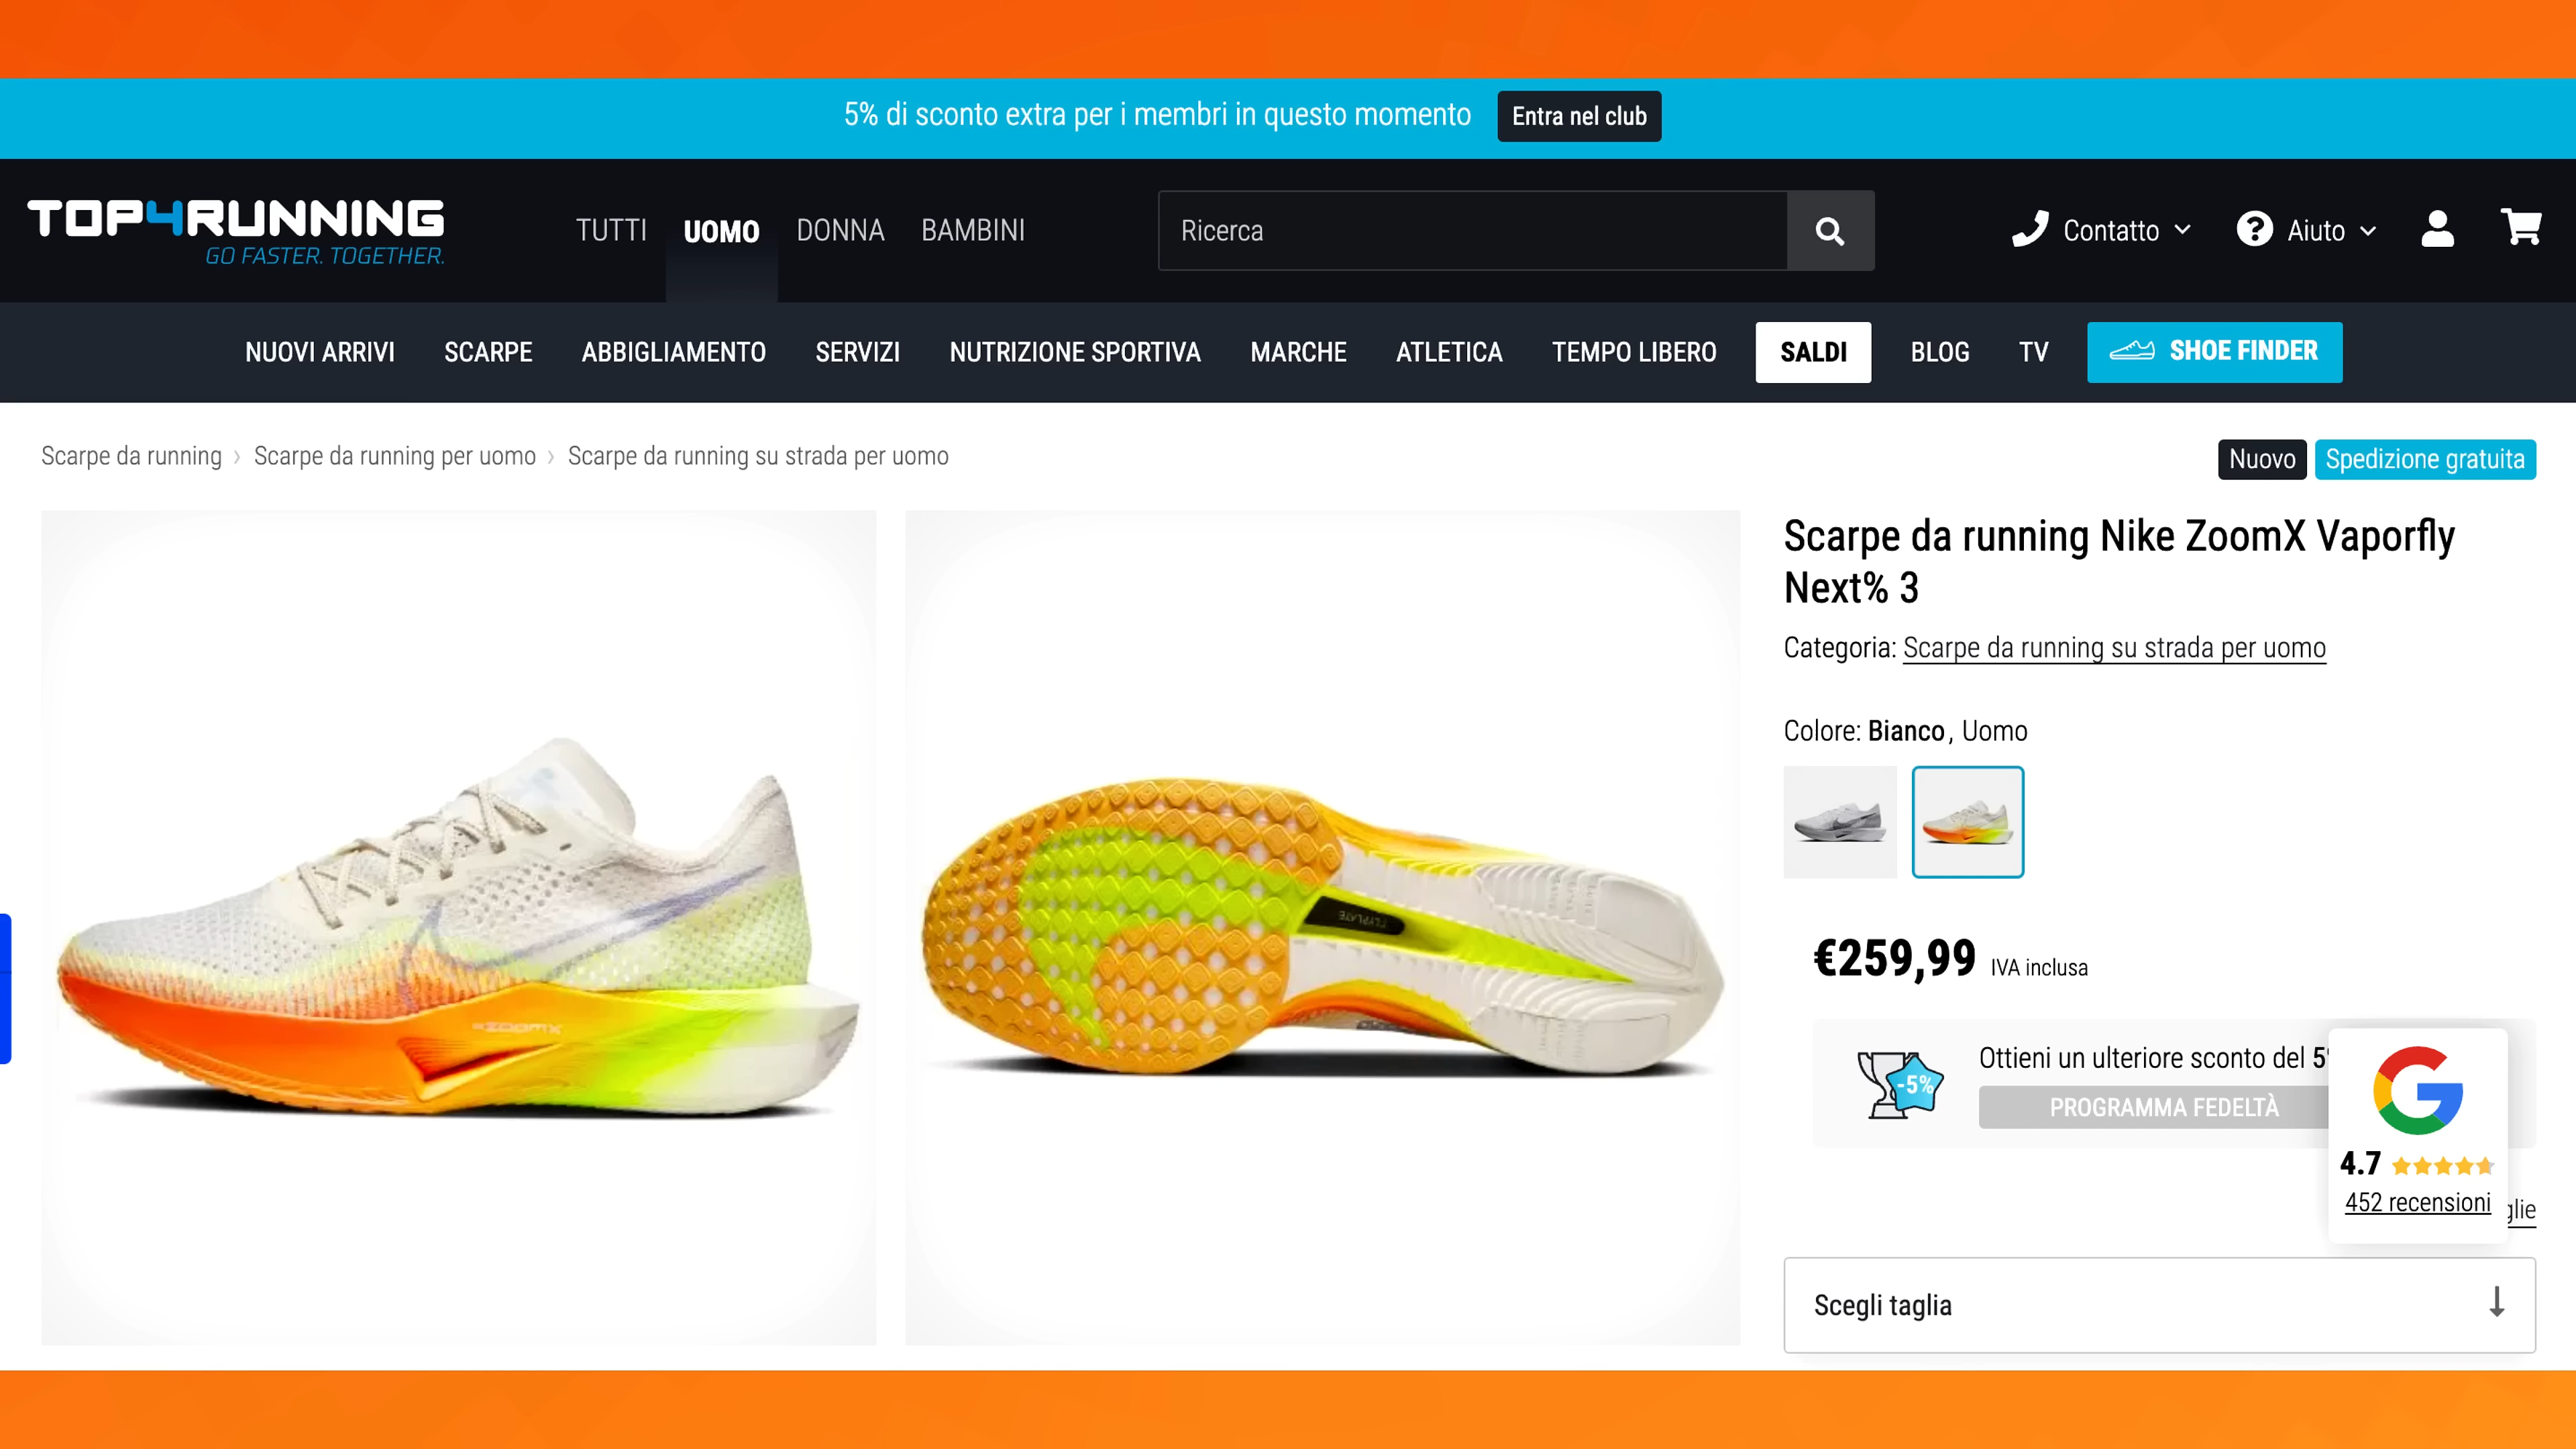 5% di sconto extra per i membri in questo momento
Entra nel club
TOP4RUNNING
GO FASTER. TOGETHER.
TUTTI
UOMO
DONNA
BAMBINI
Ricerca
Contatto
Aiuto
NUOVI ARRIVI
SCARPE
ABBIGLIAMENTO
SERVIZI
NUTRIZIONE SPORTIVA
MARCHE
ATLETICA
TEMPO LIBERO
SALDI
BLOG
TV
SHOE FINDER
Scarpe da running › Scarpe da running per uomo › Scarpe da running su strada per uomo
Nuovo
Spedizione gratuita
Scarpe da running Nike ZoomX Vaporfly
Next% 3
Categoria: Scarpe da running su strada per uomo
Colore: Bianco, Uomo
ZOOMX
FLYPLATE
€259,99 IVA inclusa
-5%
Ottieni un ulteriore sconto del 5
PROGRAMMA FEDELTÀ
4.7
452 recensioni
glie
Scegli taglia